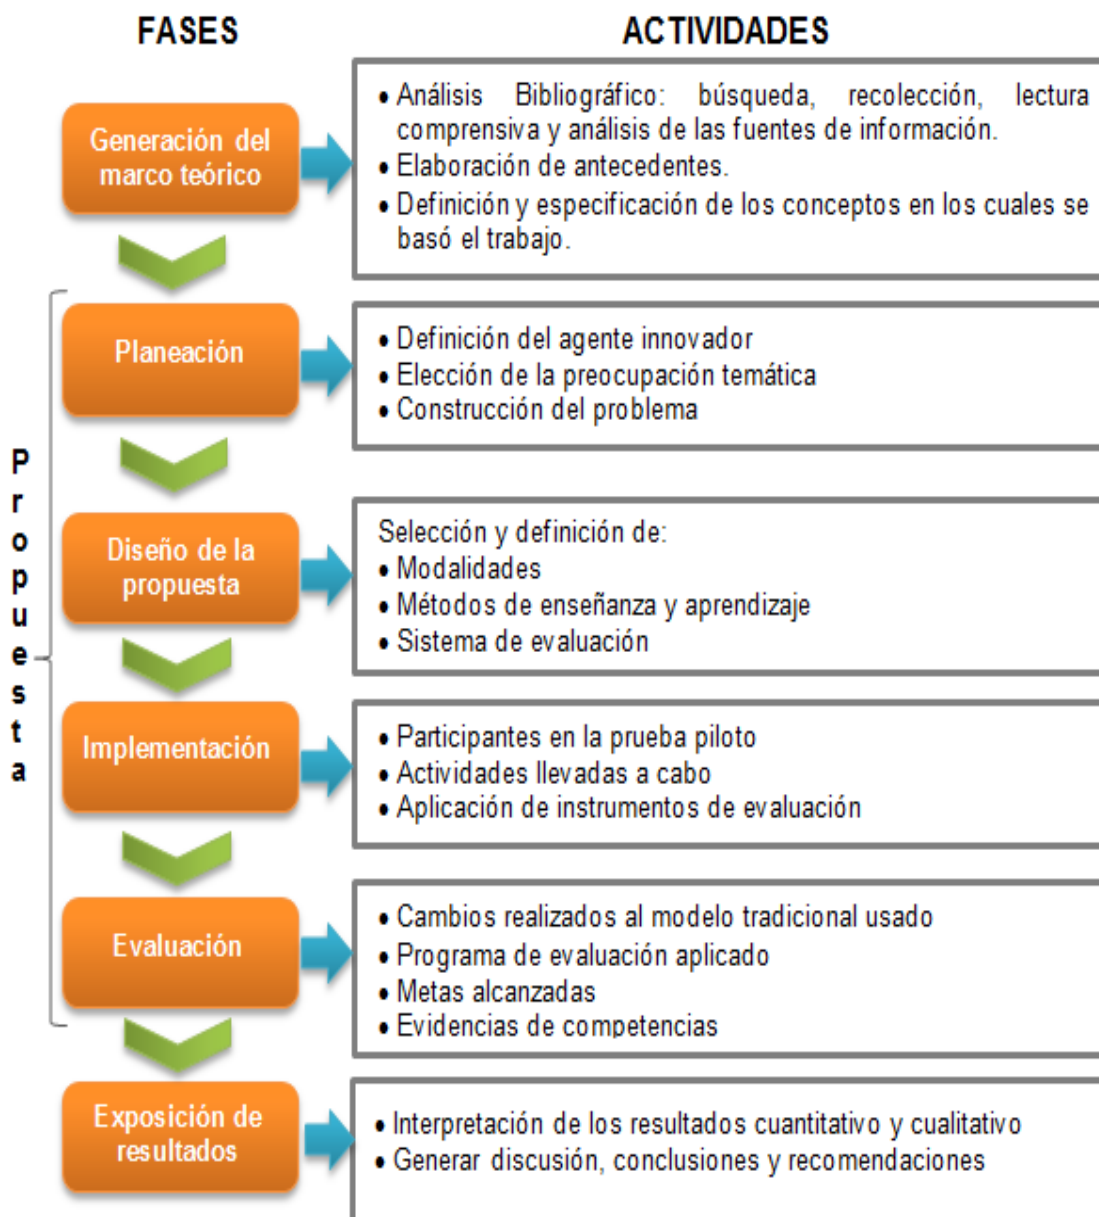 FASES
ACTIVIDADES
Generación del
marco teórico
• Análisis Bibliográfico: búsqueda, recolección, lectura
comprensiva y análisis de las fuentes de información.
• Elaboración de antecedentes.
• Definición y especificación de los conceptos en los cuales se
basó el trabajo.
Propuesta
Planeación
• Definición del agente innovador
• Elección de la preocupación temática
• Construcción del problema
Diseño de la
propuesta
Selección y definición de:
• Modalidades
• Métodos de enseñanza y aprendizaje
• Sistema de evaluación
Implementación
• Participantes en la prueba piloto
• Actividades llevadas a cabo
• Aplicación de instrumentos de evaluación
Evaluación
• Cambios realizados al modelo tradicional usado
• Programa de evaluación aplicado
• Metas alcanzadas
• Evidencias de competencias
Exposición de
resultados
• Interpretación de los resultados cuantitativo y cualitativo
• Generar discusión, conclusiones y recomendaciones